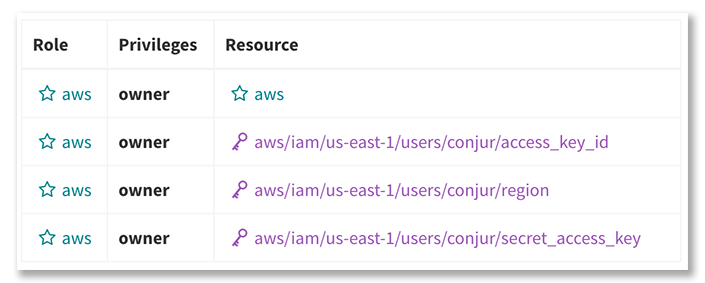 Role Privileges Resource
aws owner aws
aws owner aws/iam/us-east-1/users/conjur/access_key_id
aws owner aws/iam/us-east-1/users/conjur/region
aws owner aws/iam/us-east-1/users/conjur/secret_access_key